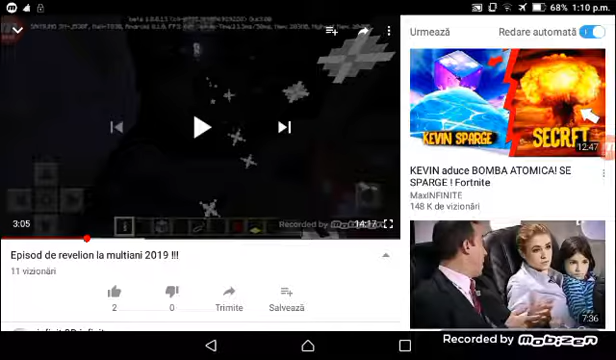 68% 1:10 p.m.
Urmează
Redare automată
3:05
14:17
Recorded by MOBIZEN
Episod de revelion la multiani 2019 !!!
11 vizionări
2
0
Trimite
Salvează
KEVIN SPARGE
SECRET
12:47
KEVIN aduce BOMBA ATOMICA! SE
SPARGE ! Fortnite
MaxINFINITE
148 K de vizionări
7:36
Recorded by MOBIZEN